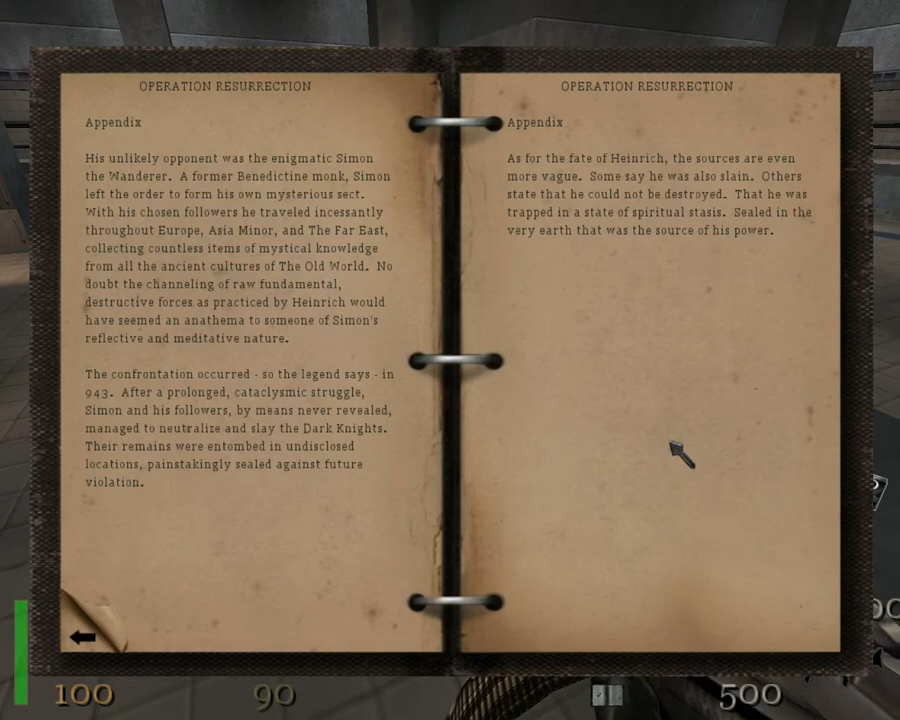 OPERATION RESURRECTION
Appendix
His unlikely opponent was the enigmatic Simon
the Wanderer. A former Benedictine monk, Simon
left the order to form his own mysterious sect.
With his chosen followers he traveled incessantly
throughout Europe, Asia Minor, and The Far East,
collecting countless items of mystical knowledge
from all the ancient cultures of The Old World. No
doubt the channeling of raw fundamental,
destructive forces as practiced by Heinrich would
have seemed an anathema to someone of Simon's
reflective and meditative nature.
The confrontation occurred - so the legend says - in
943. After a prolonged, cataclysmic struggle,
Simon and his followers, by means never revealed,
managed to neutralize and slay the Dark Knights.
Their remains were entombed in undisclosed
locations, painstakingly sealed against future
violation.
OPERATION RESURRECTION
Appendix
As for the fate of Heinrich, the sources are even
more vague. Some say he was also slain. Others
state that he could not be destroyed. That he was
trapped in a state of spiritual stasis. Sealed in the
very earth that was the source of his power.
100 90 500